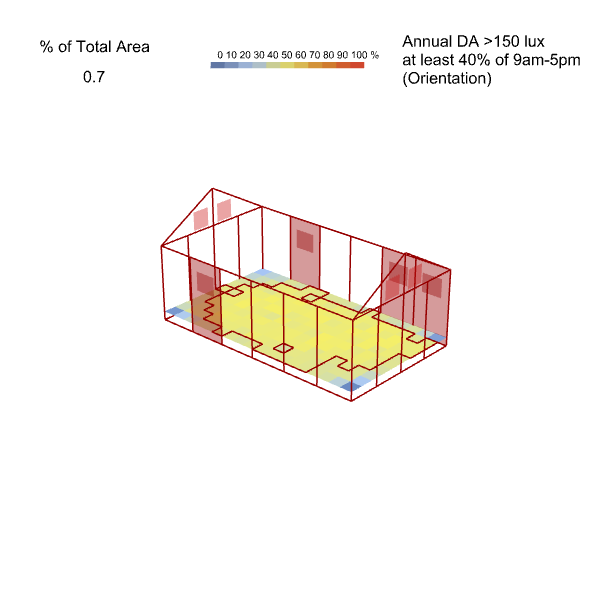 % of Total Area
0.7
0 10 20 30 40 50 60 70 80 90 100 %
Annual DA >150 lux
at least 40% of 9am-5pm
(Orientation)